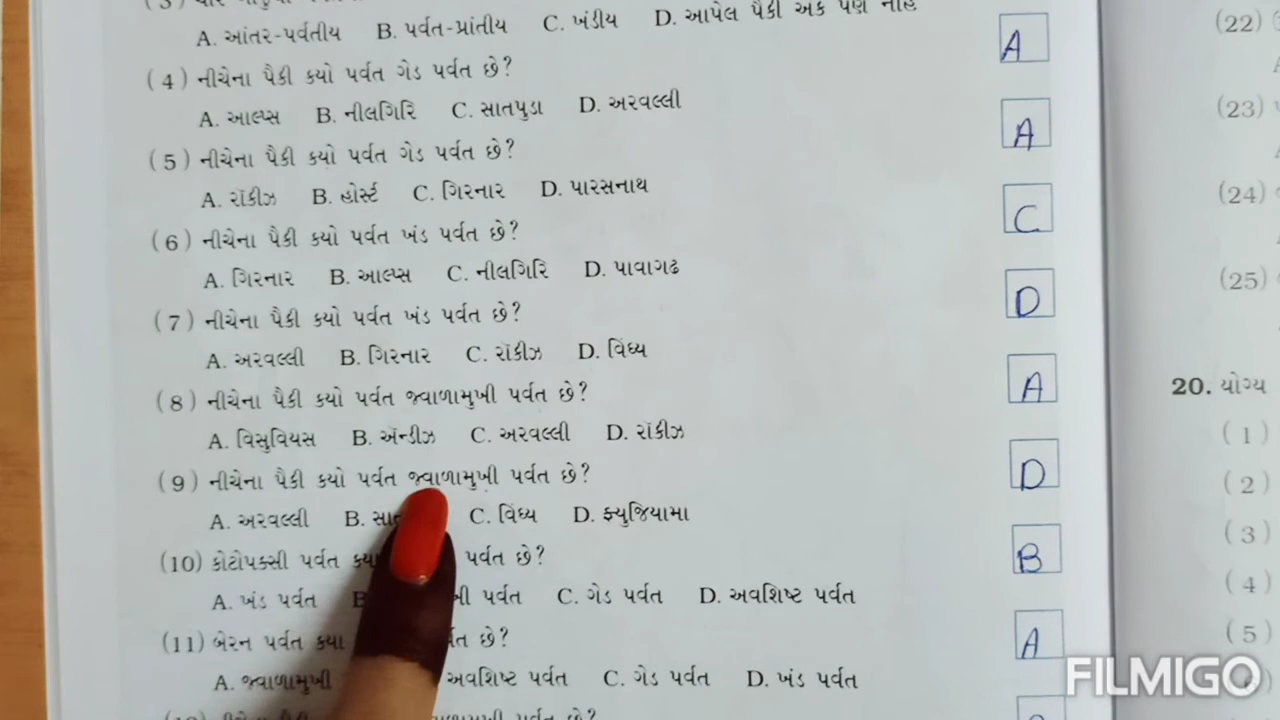 A. આંતર-પર્વતીય B. પર્વત-પ્રાંતીય C. ખંડીય D. આપેલ પૈકી એક પણ નહિ
A
(4) નીચેના પૈકી કયો પર્વત ગેડ પર્વત છે?
A. આલ્પ્સ B. નીલગિરિ C. સાતપુડા D. અરવલ્લી
A
(5) નીચેના પૈકી કયો પર્વત ગેડ પર્વત છે?
A. રૉકીઝ B. હોર્સ્ટ C. ગિરનાર D. પારસનાથ
C
(6) નીચેના પૈકી કયો પર્વત ખંડ પર્વત છે?
A. ગિરનાર B. આલ્પ્સ C. નીલગિરિ D. પાવાગઢ
D
(7) નીચેના પૈકી કયો પર્વત ખંડ પર્વત છે?
A. અરવલ્લી B. ગિરનાર C. રૉકીઝ D. વિંધ્ય
A
(8) નીચેના પૈકી કયો પર્વત જ્વાળામુખી પર્વત છે?
A. વિસુવિયસ B. ઍન્ડીઝ C. અરવલ્લી D. રૉકીઝ
D
(9) નીચેના પૈકી કયો પર્વત જ્વાળામુખી પર્વત છે?
A. અરવલ્લી B. C. વિંધ્ય D. ફ્યુજિયામા
B
(10) કોટોપક્સી પર્વત પર્વત છે?
A. ખંડ પર્વત પર્વત C. ગેડ પર્વત D. અવશિષ્ટ પર્વત
A
(11) બેરન પર્વત કયા છે?
A. જ્વાળામુખી અવશિષ્ટ પર્વત C. ગેડ પર્વત D. ખંડ પર્વત
(22)
(23)
(24)
(25)
20. યોગ્ય
(1)
(2)
(3)
(4)
(5)
FILMIGO